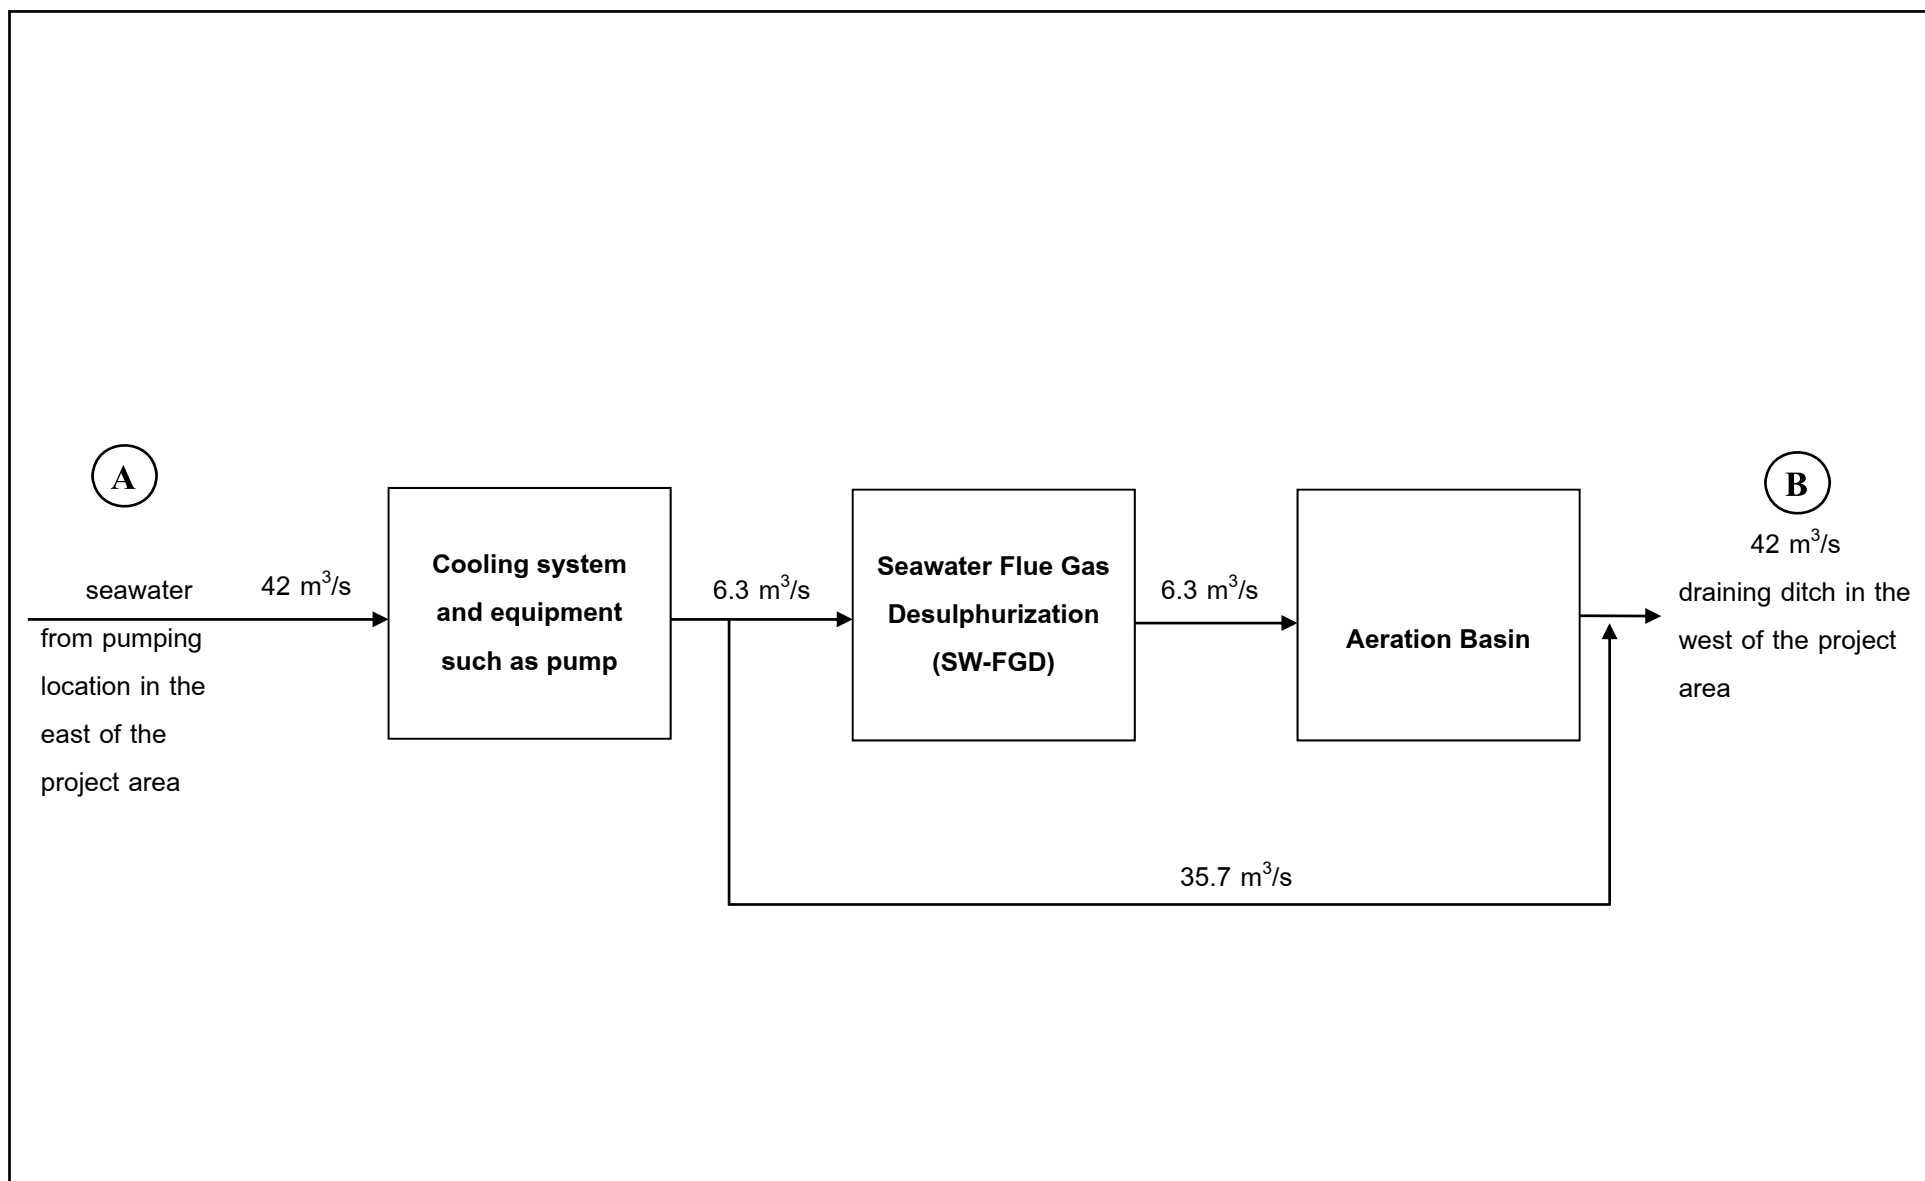 A
seawater
42 m³/s
from pumping
location in the
east of the
project area
Cooling system
and equipment
such as pump
6.3 m³/s
Seawater Flue Gas
Desulphurization
(SW-FGD)
6.3 m³/s
Aeration Basin
B
42 m³/s
draining ditch in the
west of the project
area
35.7 m³/s